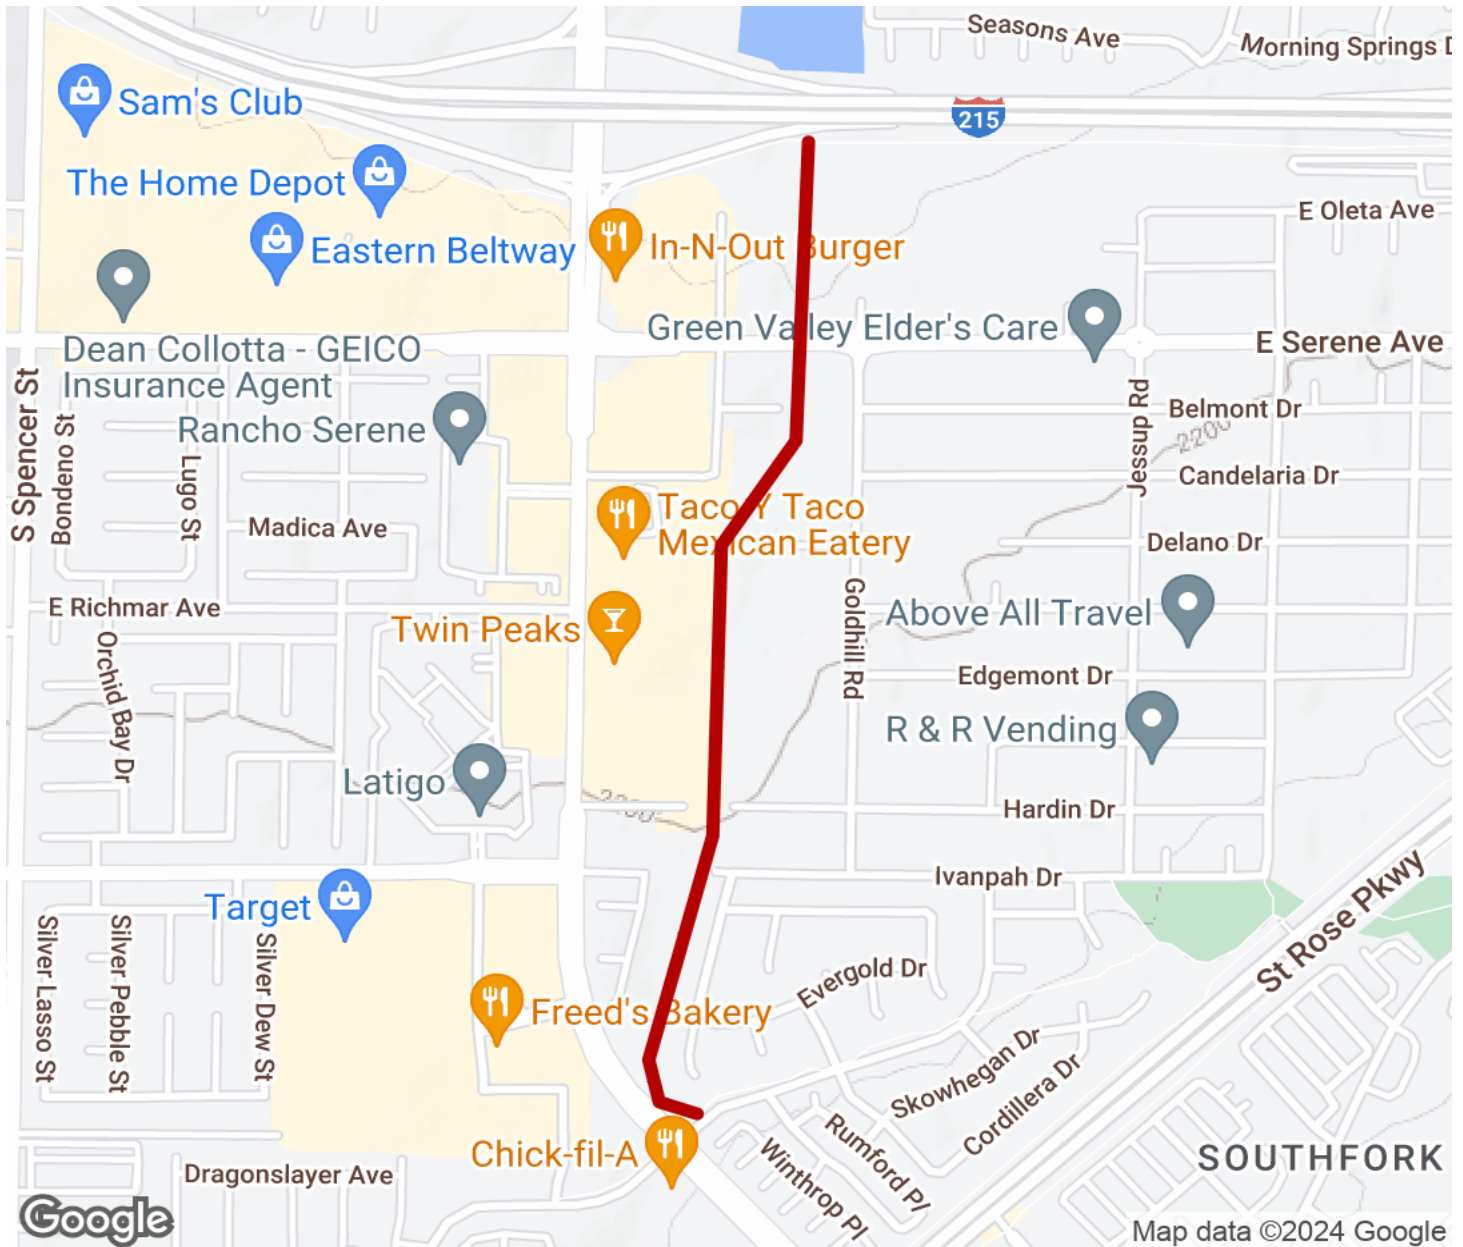 Seasons Ave
Morning Springs D
Sam's Club
215
The Home Depot
E Oleta Ave
In-N-Out Burger
Eastern Beltway
Green Valley Elder's Care
E Serene Ave
Dean Collotta - GEICO
Insurance Agent
S Spencer St
Bondeno St
Rancho Serene
Jessup Rd
Belmont Dr
2200
Lugo St
Candelaria Dr
Taco Y Taco
Mexican Eatery
Madica Ave
Delano Dr
E Richmar Ave
Twin Peaks
Goldhill Rd
Above All Travel
Orchid Bay Dr
Edgemont Dr
R & R Vending
Latigo
2200
Hardin Dr
Ivanpah Dr
St Rose Pkwy
Target
Silver Lasso St
Silver Pebble St
Silver Dew St
Evergold Dr
Freed's Bakery
Skowhegan Dr
Cordillera Dr
Rumford Pl
Winthrop Pl
Chick-fil-A
SOUTHFORK
Dragonslayer Ave
Google
Map data ©2024 Google